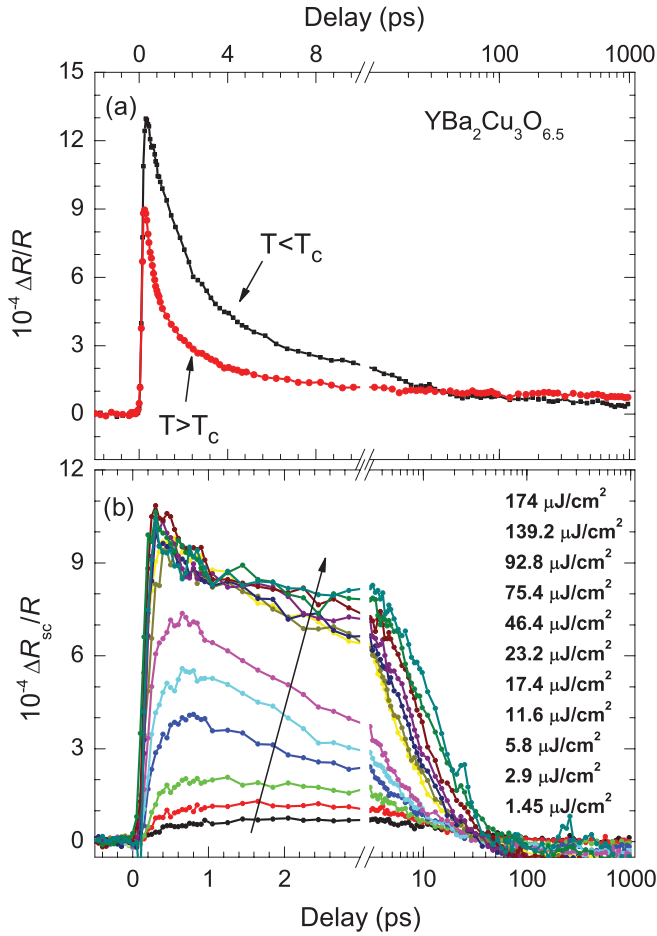 Delay (ps)
0 4 8 100 1000
15
12
9
6
3
0
10⁻⁴ ΔR/R
(a)
YBa₂Cu₃O₆.₅
T<T_C
T>T_C
12
9
6
3
0
10⁻⁴ ΔR_sc/R
(b)
174 μJ/cm²
139.2 μJ/cm²
92.8 μJ/cm²
75.4 μJ/cm²
46.4 μJ/cm²
23.2 μJ/cm²
17.4 μJ/cm²
11.6 μJ/cm²
5.8 μJ/cm²
2.9 μJ/cm²
1.45 μJ/cm²
0 1 2 10 100 1000
Delay (ps)